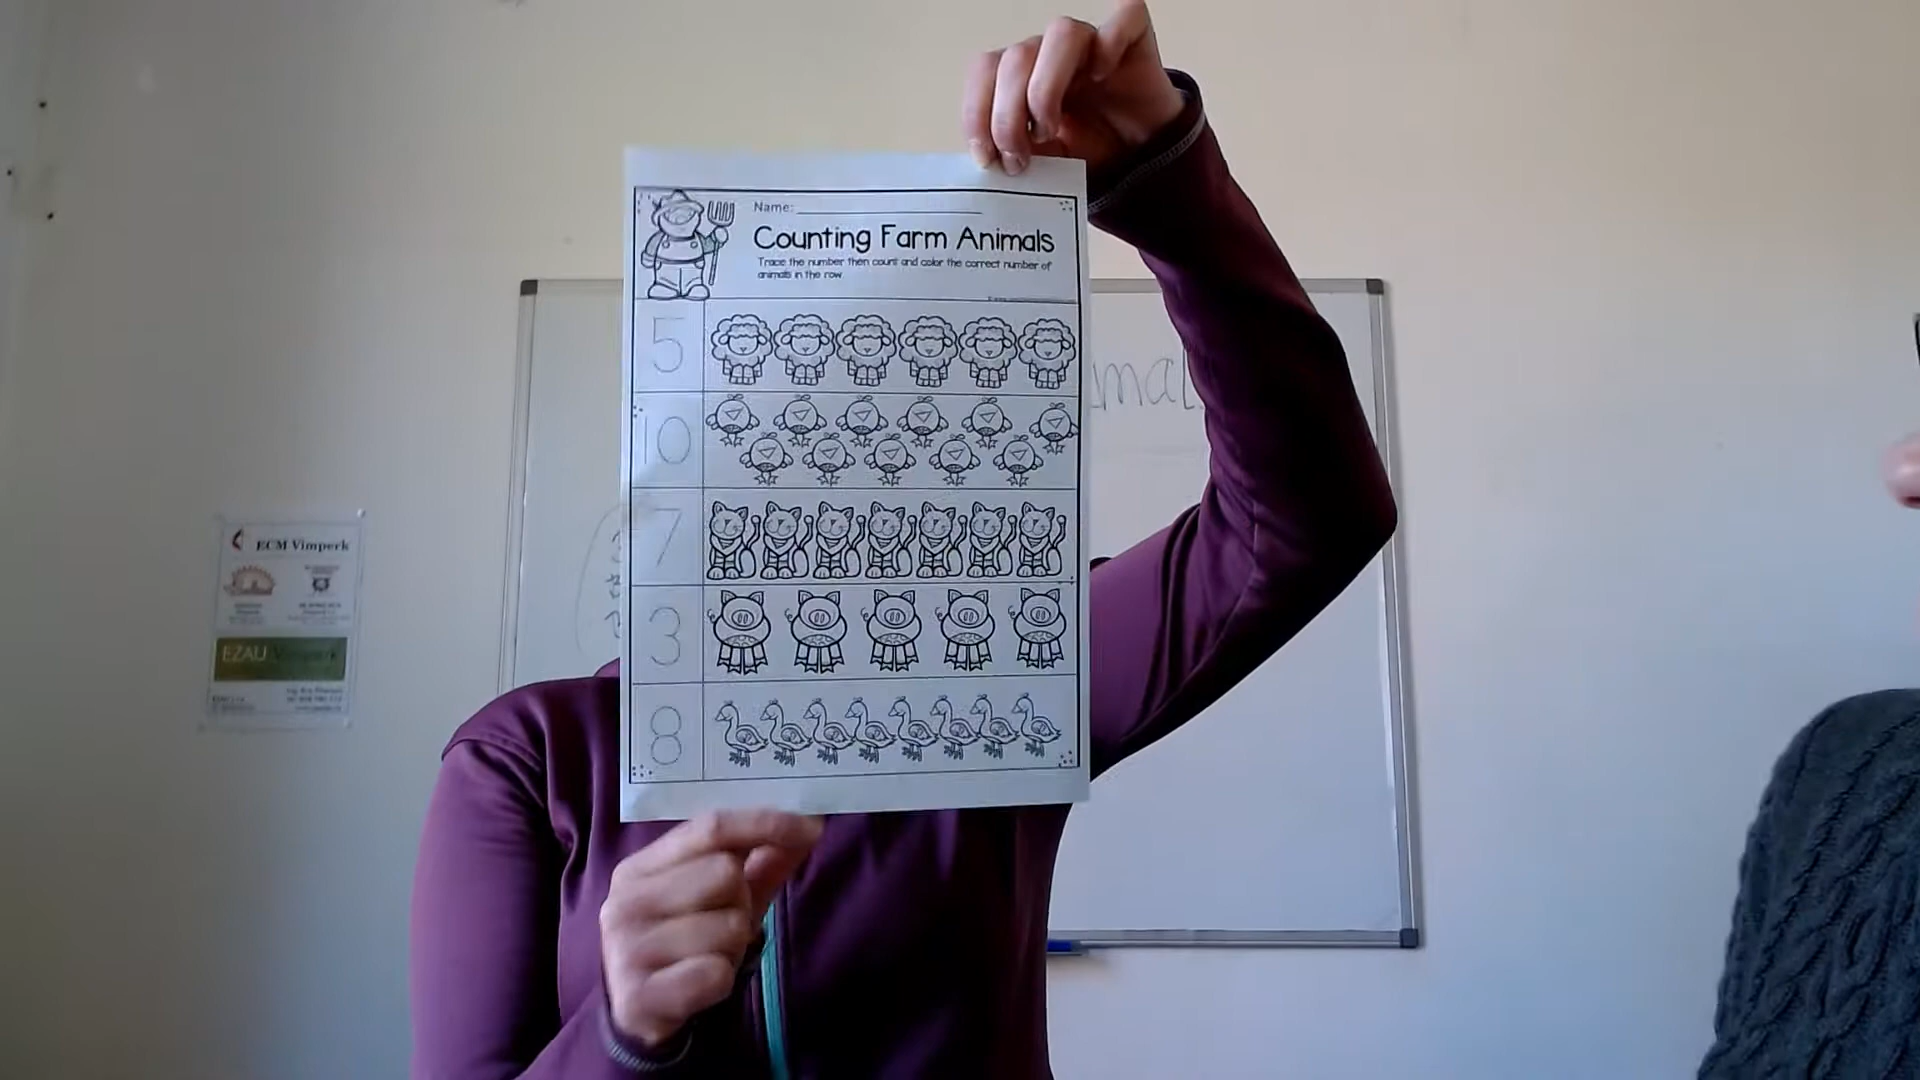 Name:
Counting Farm Animals
Trace the number then count and color the correct number of
animals in the row
5
10
7
3
8
ECM Vimperk
EZAU Vimperk